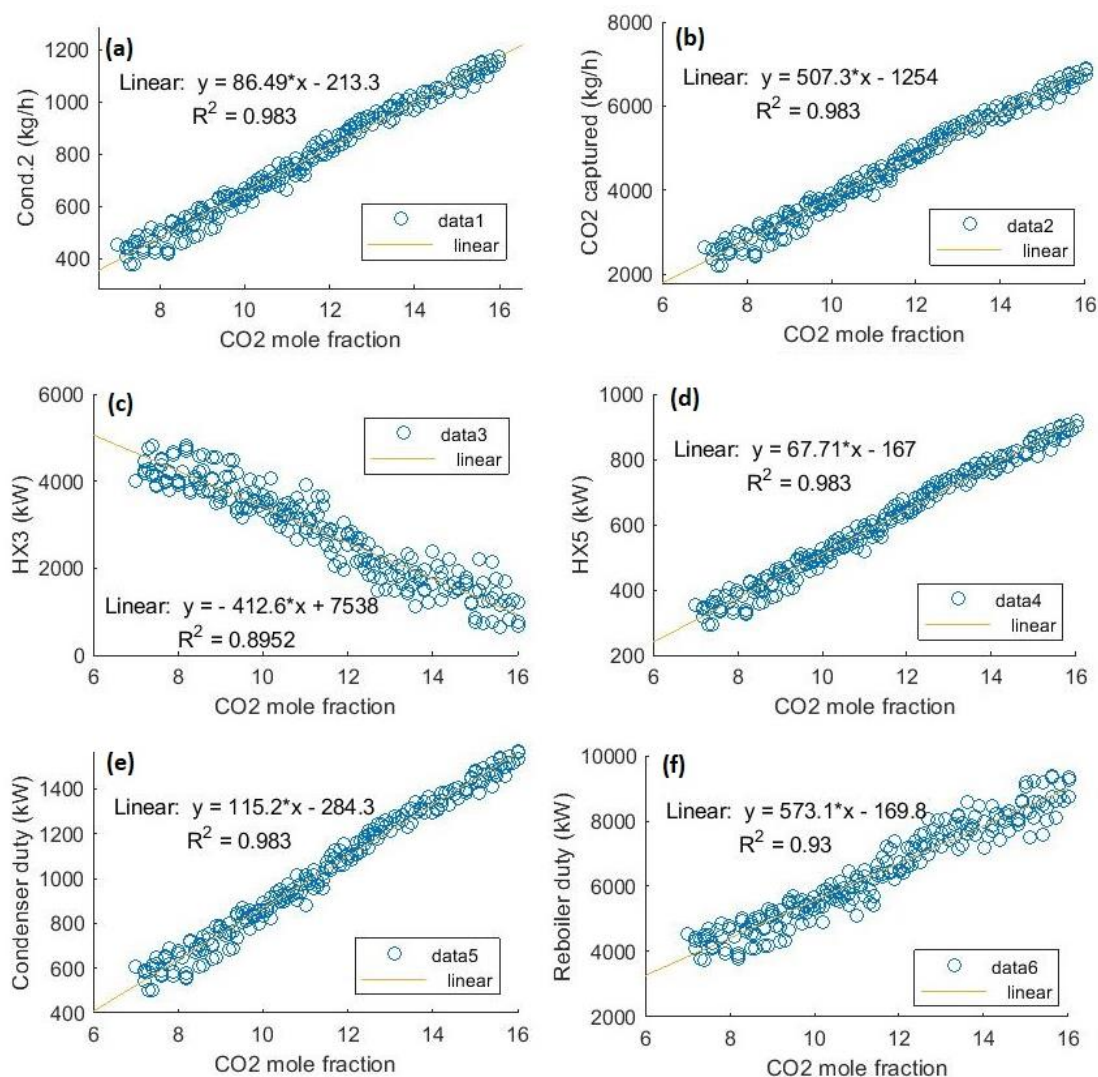 (a)
Linear: y = 86.49*x - 213.3
R² = 0.983
Cond.2 (kg/h)
1200
1000
800
600
400
data1
linear
8 10 12 14 16
CO2 mole fraction
(b)
Linear: y = 507.3*x - 1254
R² = 0.983
CO2 captured (kg/h)
8000
6000
4000
2000
data2
linear
6 8 10 12 14 16
CO2 mole fraction
(c)
data3
linear
HX3 (kW)
6000
4000
2000
0
Linear: y = - 412.6*x + 7538
R² = 0.8952
6 8 10 12 14 16
CO2 mole fraction
(d)
Linear: y = 67.71*x - 167
R² = 0.983
HX5 (kW)
1000
800
600
400
200
data4
linear
6 8 10 12 14 16
CO2 mole fraction
(e)
Linear: y = 115.2*x - 284.3
R² = 0.983
Condenser duty (kW)
1400
1200
1000
800
600
400
data5
linear
6 8 10 12 14 16
CO2 mole fraction
(f)
Linear: y = 573.1*x - 169.8
R² = 0.93
Reboiler duty (kW)
10000
8000
6000
4000
2000
data6
linear
6 8 10 12 14 16
CO2 mole fraction